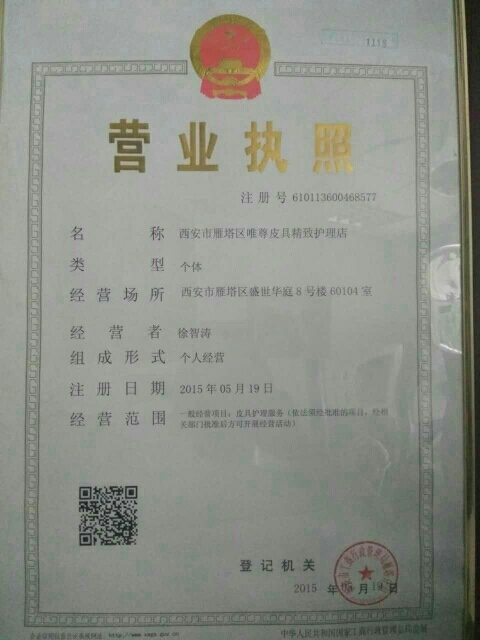 1118
营业执照
注册号 610113600468577
名称 西安市雁塔区唯尊皮具精致护理店
类型 个体
经营场所 西安市雁塔区盛世华庭8号楼60104室
经营者 徐智涛
组成形式 个人经营
注册日期 2015年05月19日
经营范围 一般经营项目：皮具护理服务（依法须经批准的项目，经相
关部门批准后方可开展经营活动）
登记机关
2015年05月19日
中华人民共和国国家工商行政管理总局监制